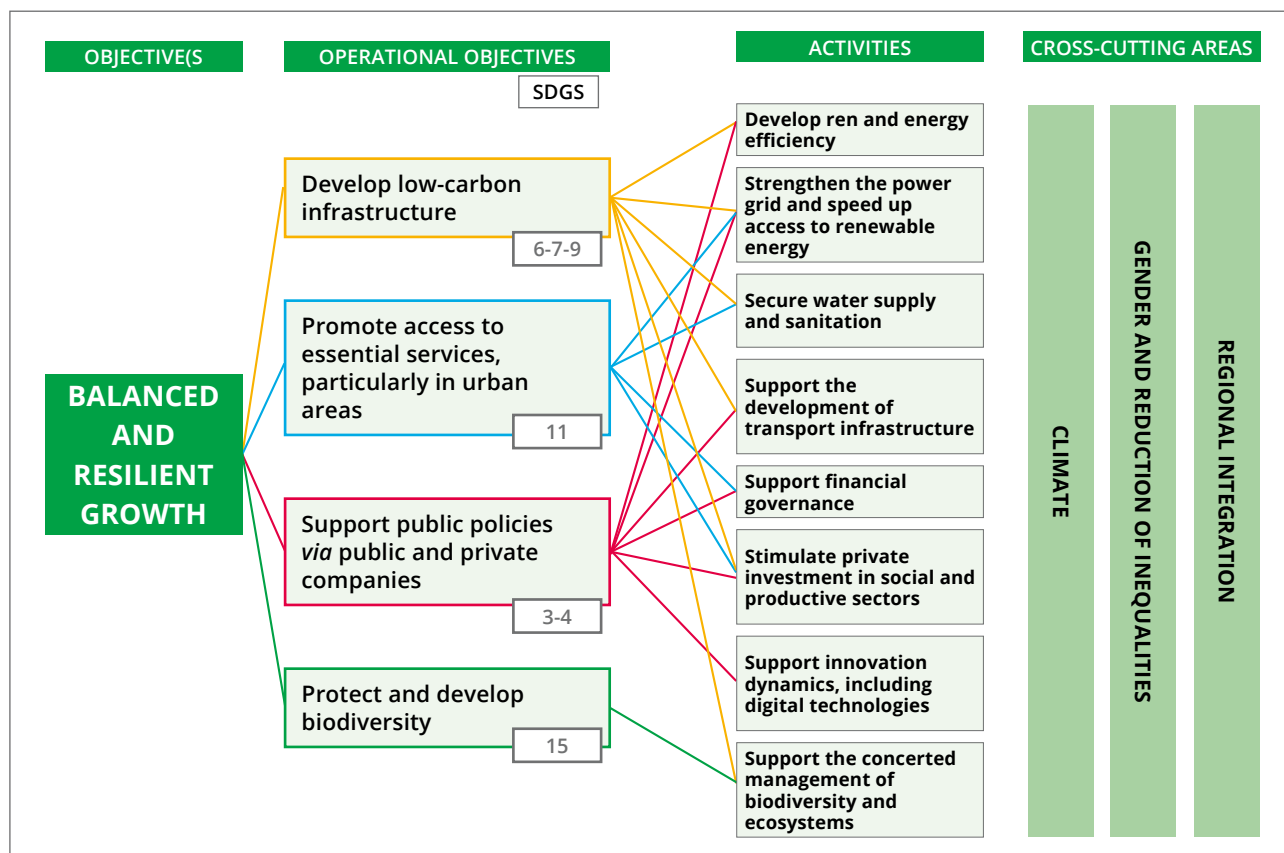 OBJECTIVE(S
OPERATIONAL OBJECTIVES
SDGS
ACTIVITIES
CROSS-CUTTING AREAS
BALANCED
AND
RESILIENT
GROWTH
Develop low-carbon
infrastructure
6-7-9
Promote access to
essential services,
particularly in urban
areas
11
Support public policies
via public and private
companies
3-4
Protect and develop
biodiversity
15
Develop ren and energy
efficiency
Strengthen the power
grid and speed up
access to renewable
energy
Secure water supply
and sanitation
Support the
development of
transport infrastructure
Support financial
governance
Stimulate private
investment in social and
productive sectors
Support innovation
dynamics, including
digital technologies
Support the concerted
management of
biodiversity and
ecosystems
CLIMATE
GENDER AND REDUCTION OF INEQUALITIES
REGIONAL INTEGRATION